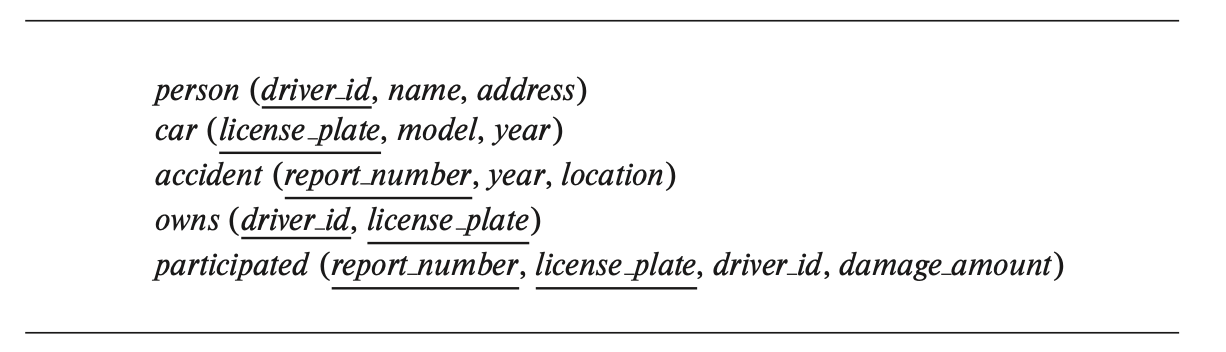 person (driver_id, name, address)
car (license_plate, model, year)
accident (report_number, year, location)
owns (driver_id, license_plate)
participated (report_number, license_plate, driver_id, damage_amount)